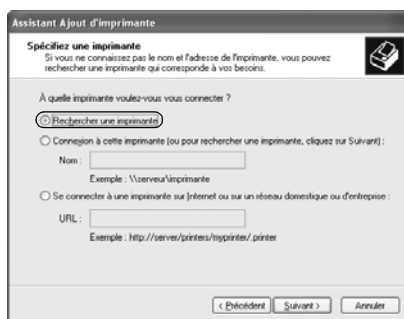 Assistant Ajout d'imprimante
Spécifiez une imprimante
Si vous ne connaissez pas le nom et l'adresse de l'imprimante, vous pouvez
rechercher une imprimante qui corresponde à vos besoins.
À quelle imprimante voulez-vous vous connecter ?
Rechercher une imprimante
Connexion à cette imprimante (ou pour rechercher une imprimante, cliquez sur Suivant) :
Nom :
Exemple : \\serveur\imprimante
Se connecter à une imprimante sur Internet ou sur un réseau domestique ou d'entreprise :
URL :
Exemple : http://server/printers/myprinter/.printer
< Précédent
Suivant >
Annuler